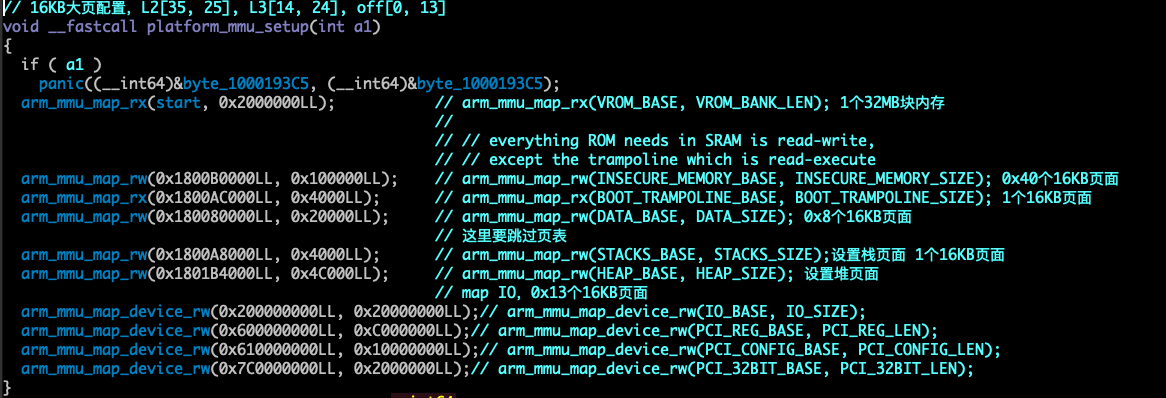 // 16KB大页配置, L2[35, 25], L3[14, 24], off[0, 13]
void __fastcall platform_mmu_setup(int a1)
{
if ( a1 )
panic((__int64)&byte_1000193C5, (__int64)&byte_1000193C5);
arm_mmu_map_rx(start, 0x2000000LL); // arm_mmu_map_rx(VROM_BASE, VROM_BANK_LEN); 1个32MB块内存
//
// // everything ROM needs in SRAM is read-write,
// // except the trampoline which is read-execute
arm_mmu_map_rw(0x1800B0000LL, 0x100000LL); // arm_mmu_map_rw(INSECURE_MEMORY_BASE, INSECURE_MEMORY_SIZE); 0x40个16KB页面
arm_mmu_map_rx(0x1800AC000LL, 0x4000LL); // arm_mmu_map_rx(BOOT_TRAMPOLINE_BASE, BOOT_TRAMPOLINE_SIZE); 1个16KB页面
arm_mmu_map_rw(0x180080000LL, 0x20000LL); // arm_mmu_map_rw(DATA_BASE, DATA_SIZE); 0x8个16KB页面
// 这里要跳过页表
arm_mmu_map_rw(0x1800A8000LL, 0x4000LL); // arm_mmu_map_rw(STACKS_BASE, STACKS_SIZE);设置栈页面 1个16KB页面
arm_mmu_map_rw(0x1801B4000LL, 0x4C000LL); // arm_mmu_map_rw(HEAP_BASE, HEAP_SIZE); 设置堆页面
// map IO, 0x13个16KB页面
arm_mmu_map_device_rw(0x200000000LL, 0x20000000LL);// arm_mmu_map_device_rw(IO_BASE, IO_SIZE);
arm_mmu_map_device_rw(0x600000000LL, 0xC000000LL);// arm_mmu_map_device_rw(PCI_REG_BASE, PCI_REG_LEN);
arm_mmu_map_device_rw(0x610000000LL, 0x10000000LL);// arm_mmu_map_device_rw(PCI_CONFIG_BASE, PCI_CONFIG_LEN);
arm_mmu_map_device_rw(0x7C0000000LL, 0x2000000LL);// arm_mmu_map_device_rw(PCI_32BIT_BASE, PCI_32BIT_LEN);
}